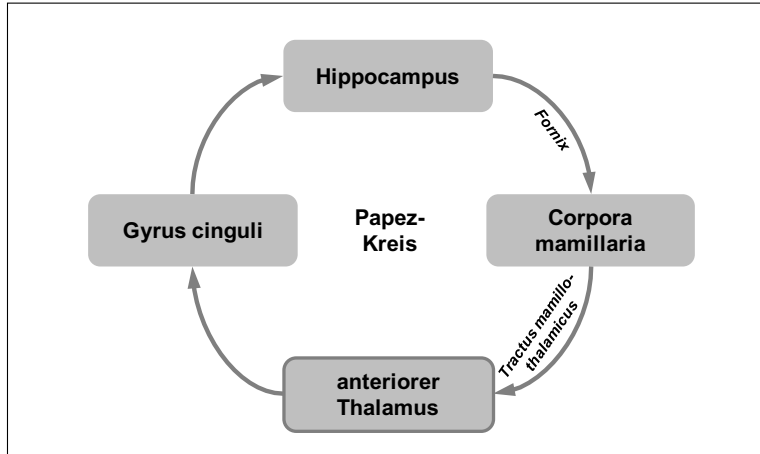 Hippocampus
Fornix
Gyrus cinguli
Papez-
Kreis
Corpora
mamillaria
Tractus mamillo-
thalamicus
anteriorer
Thalamus